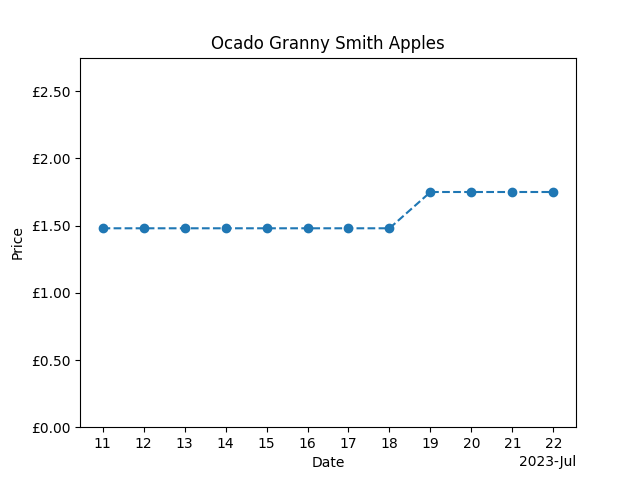 Ocado Granny Smith Apples
£2.50
£2.00
£1.50
£1.00
£0.50
£0.00
Price
11 12 13 14 15 16 17 18 19 20 21 22
Date
2023-Jul